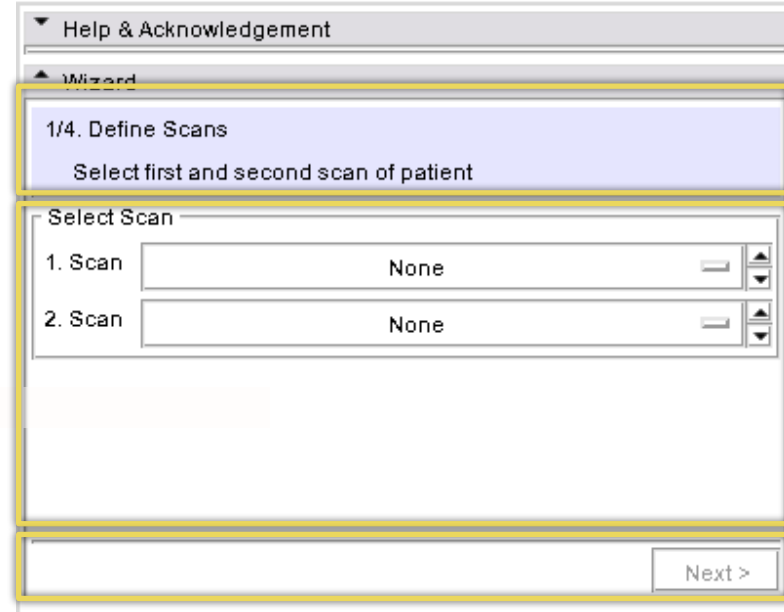 Help & Acknowledgement
Wizard
1/4. Define Scans
Select first and second scan of patient
Select Scan
1. Scan None
2. Scan None
Next >